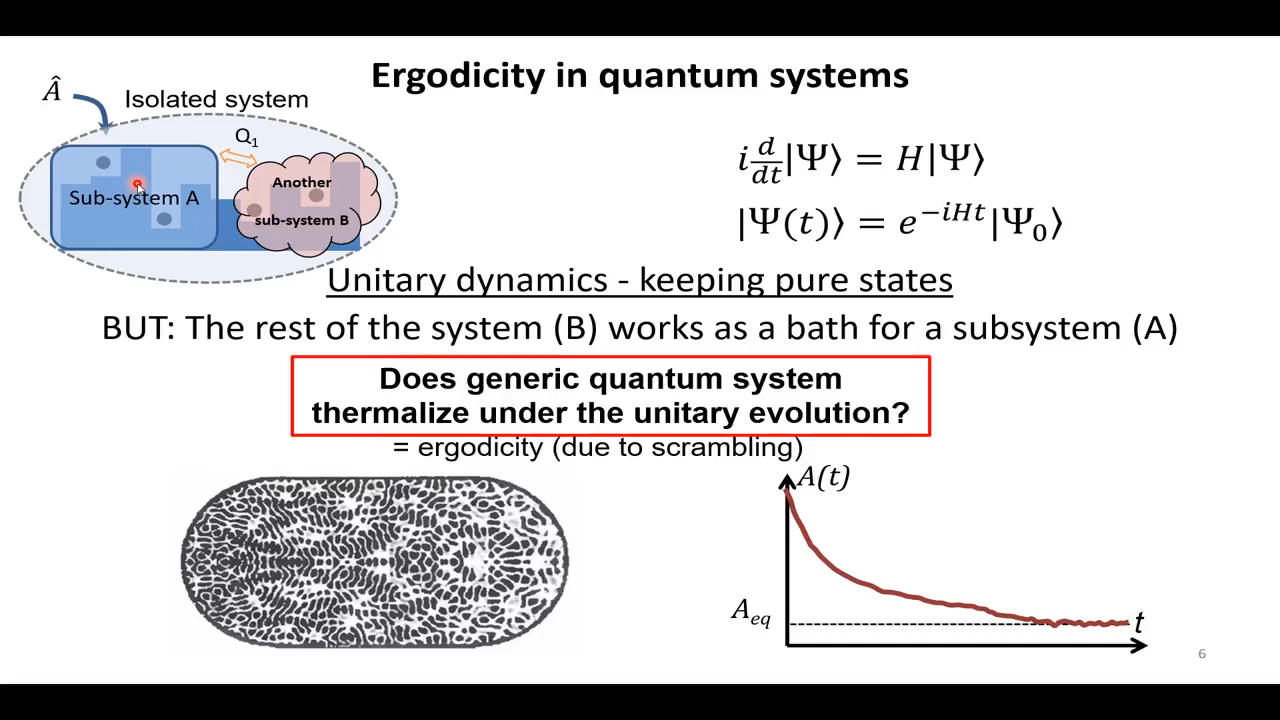 Ergodicity in quantum systems
Â
Isolated system
Q₁
Sub-system A
Another
sub-system B
i d/dt|Ψ⟩ = H|Ψ⟩
|Ψ(t)⟩ = e^{-iHt}|Ψ₀⟩
Unitary dynamics - keeping pure states
BUT: The rest of the system (B) works as a bath for a subsystem (A)
Does generic quantum system
thermalize under the unitary evolution?
= ergodicity (due to scrambling)
A(t)
A_{eq}
t
6